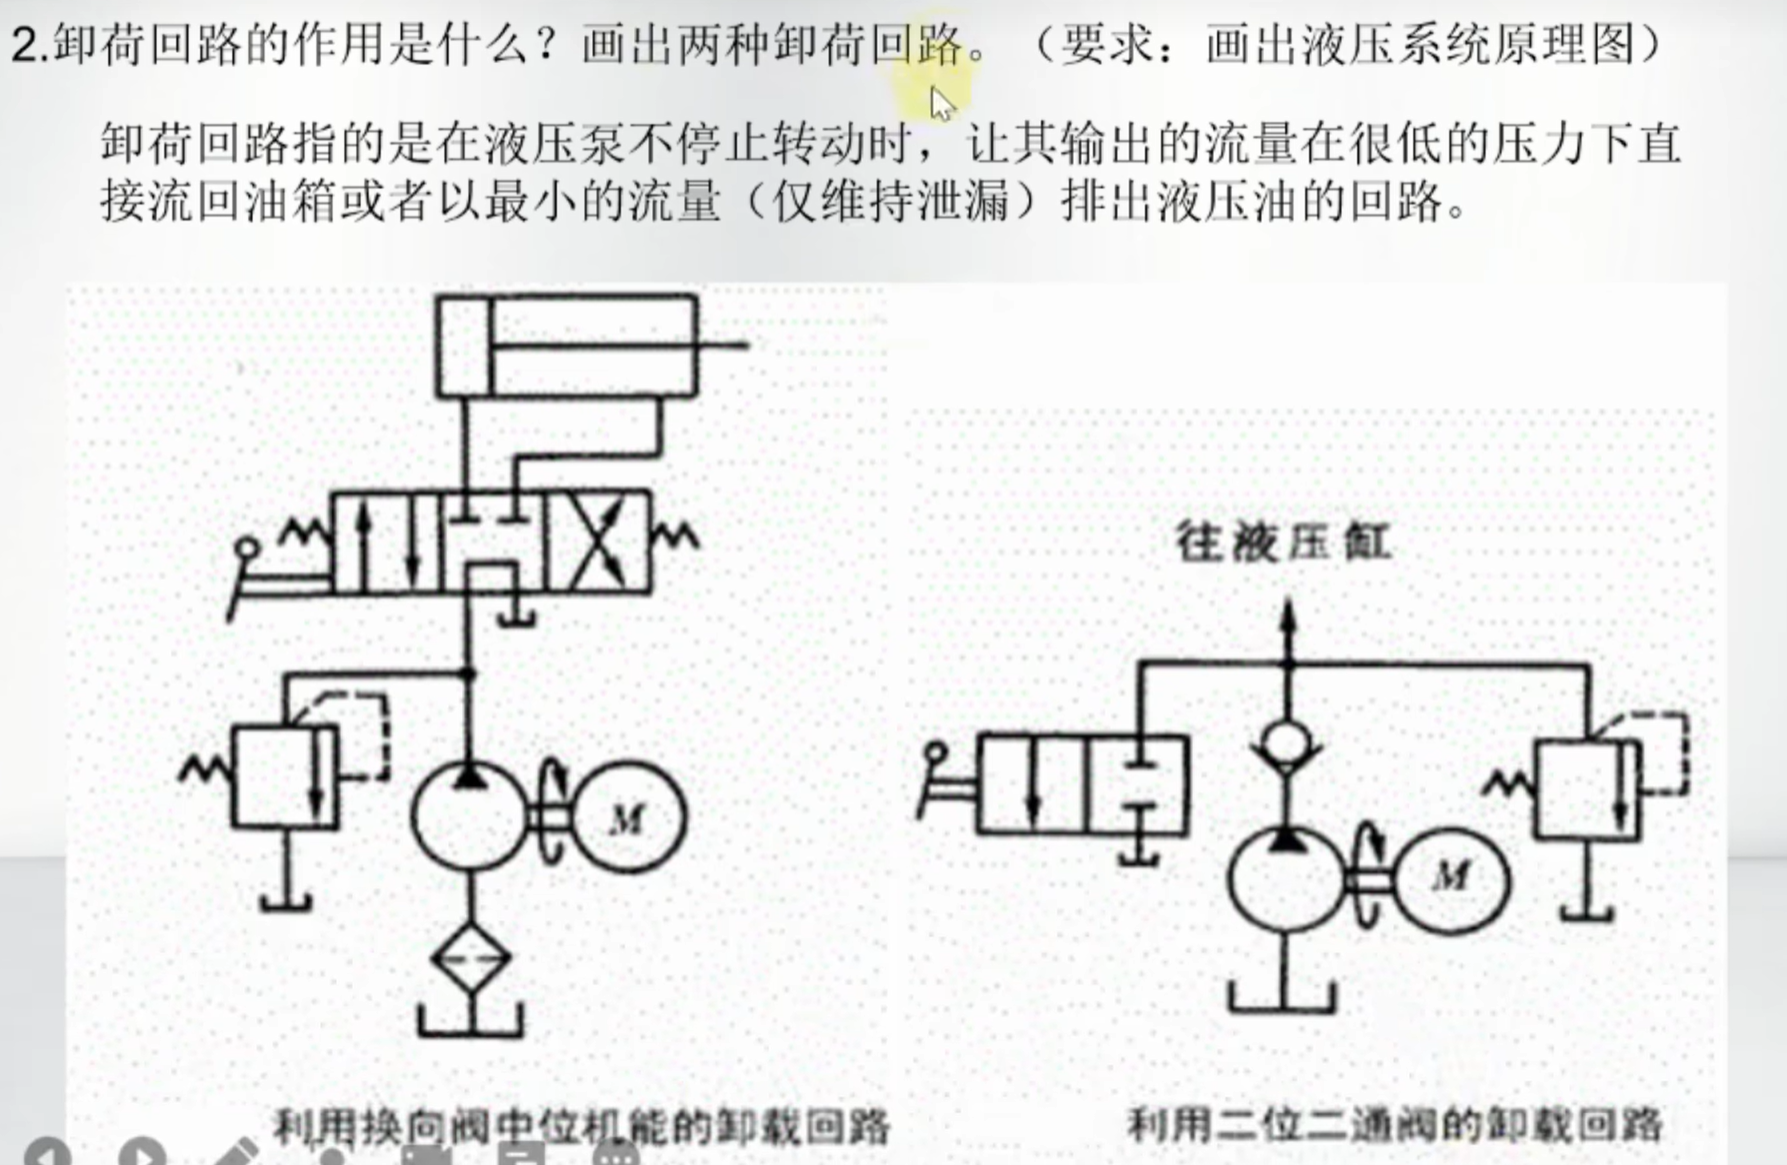 2.卸荷回路的作用是什么？画出两种卸荷回路。（要求：画出液压系统原理图）
卸荷回路指的是在液压泵不停止转动时，让其输出的流量在很低的压力下直
接流回油箱或者以最小的流量（仅维持泄漏）排出液压油的回路。
往液压缸
M
M
利用换向阀中位机能的卸载回路
利用二位二通阀的卸载回路